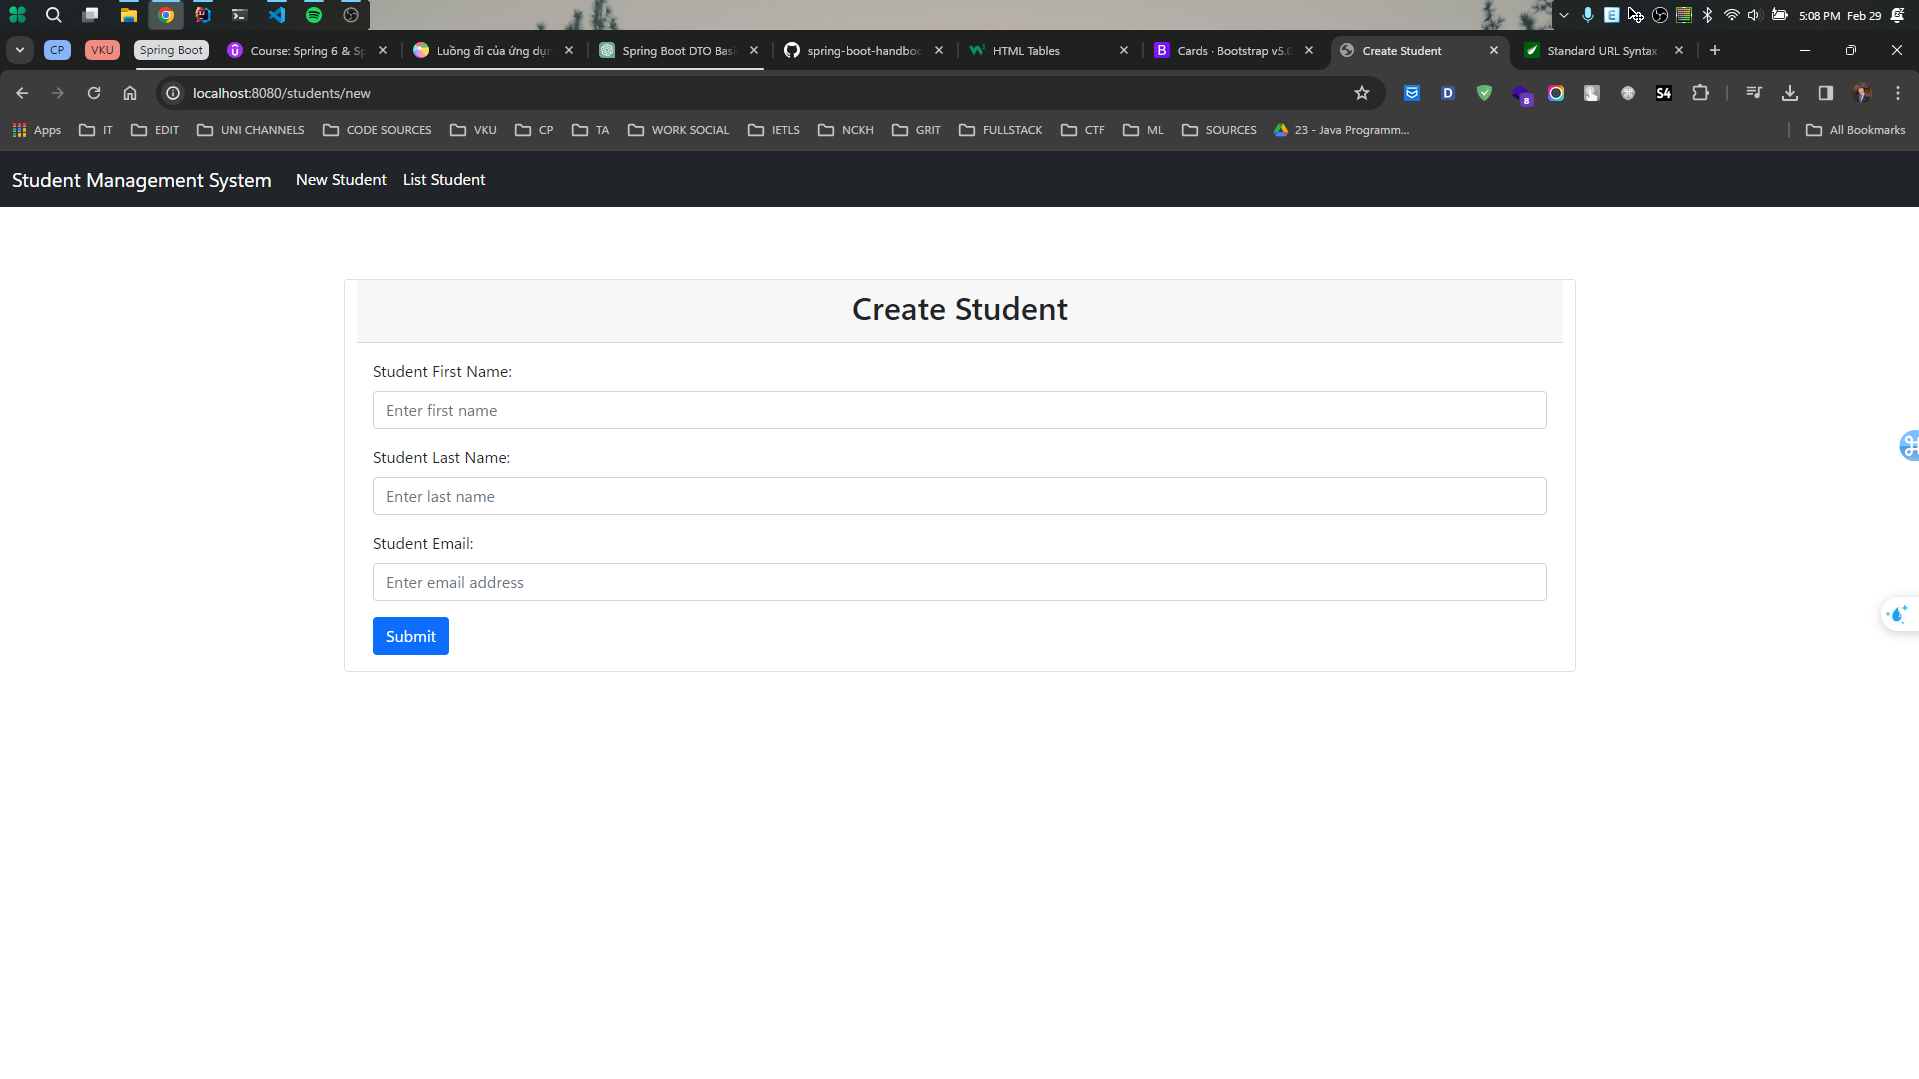 5:08 PM Feb 29
CP
VKU
Spring Boot
Course: Spring 6 & Sp
Luồng đi của ứng dụn
Spring Boot DTO Basi
spring-boot-handboo
HTML Tables
Cards · Bootstrap v5.0
Create Student
Standard URL Syntax
localhost:8080/students/new
D
8
S4
Apps
IT
EDIT
UNI CHANNELS
CODE SOURCES
VKU
CP
TA
WORK SOCIAL
IETLS
NCKH
GRIT
FULLSTACK
CTF
ML
SOURCES
23 - Java Programm...
All Bookmarks
Student Management System
New Student
List Student
Create Student
Student First Name:
Enter first name
Student Last Name:
Enter last name
Student Email:
Enter email address
Submit